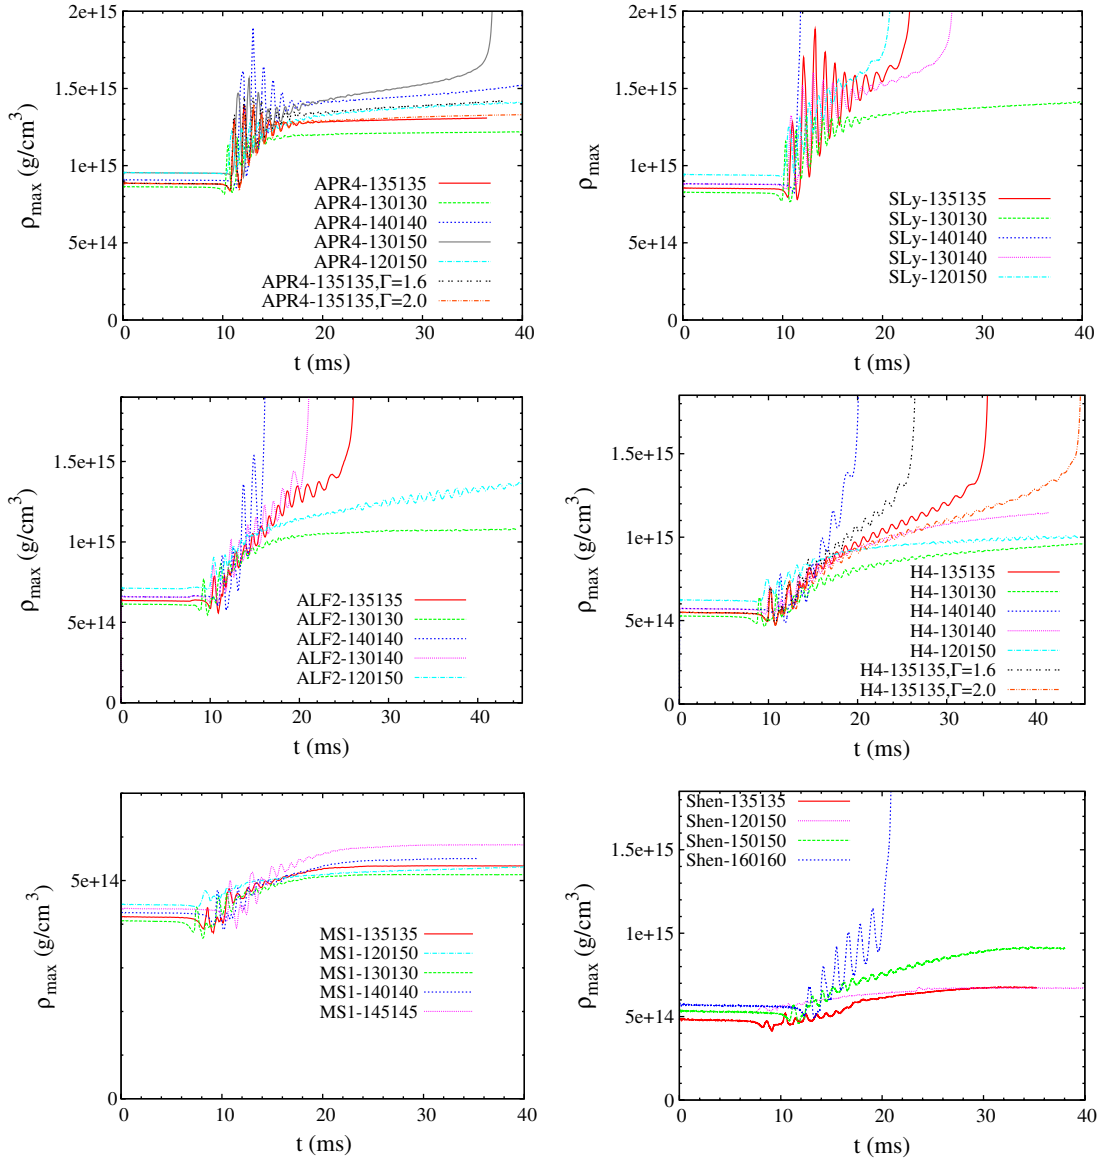 2e+15
1.5e+15
1e+15
5e+14
0
ρmax (g/cm³)
APR4-135135
APR4-130130
APR4-140140
APR4-130150
APR4-120150
APR4-135135,Γ=1.6
APR4-135135,Γ=2.0
0 10 20 30 40
t (ms)
2e+15
1.5e+15
1e+15
5e+14
0
ρmax
SLy-135135
SLy-130130
SLy-140140
SLy-130140
SLy-120150
0 10 20 30 40
t (ms)
1.5e+15
1e+15
5e+14
0
ρmax (g/cm³)
ALF2-135135
ALF2-130130
ALF2-140140
ALF2-130140
ALF2-120150
0 10 20 30 40
t (ms)
1.5e+15
1e+15
5e+14
0
ρmax (g/cm³)
H4-135135
H4-130130
H4-140140
H4-130140
H4-120150
H4-135135,Γ=1.6
H4-135135,Γ=2.0
0 10 20 30 40
t (ms)
5e+14
0
ρmax (g/cm³)
MS1-135135
MS1-120150
MS1-130130
MS1-140140
MS1-145145
0 10 20 30 40
t (ms)
Shen-135135
Shen-120150
Shen-150150
Shen-160160
1.5e+15
1e+15
5e+14
0
ρmax (g/cm³)
0 10 20 30 40
t (ms)